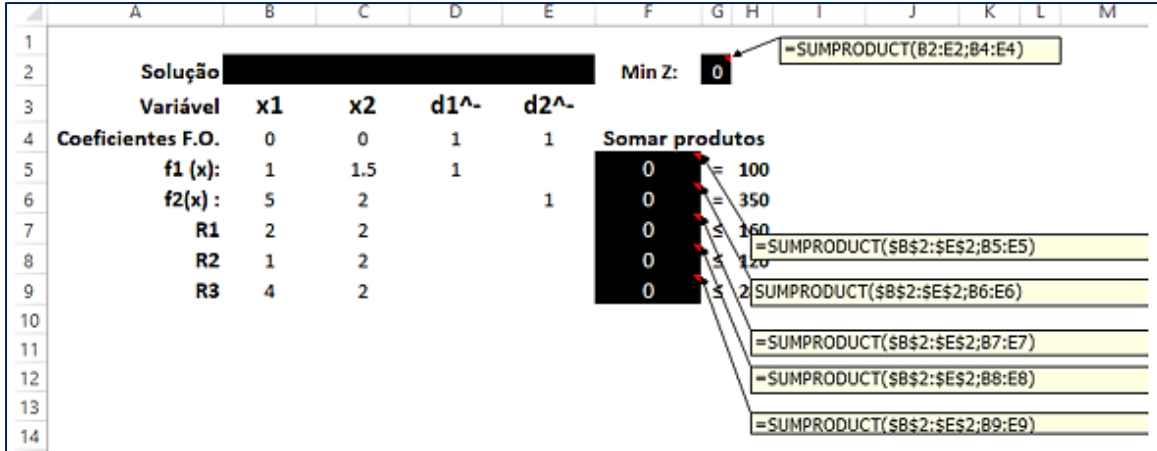 A B C D E F G H I J K L M
1 =SUMPRODUCT(B2:E2;B4:E4)
2 Solução Min Z: 0
3 Variável x1 x2 d1^- d2^-
4 Coeficientes F.O. 0 0 1 1 Somar produtos
5 f1 (x): 1 1.5 1 0 = 100
6 f2(x) : 5 2 1 0 = 350
7 R1 2 2 0 ≤ 160
=SUMPRODUCT($B$2:$E$2;B5:E5)
8 R2 1 2 0 ≤ 120
9 R3 4 2 0 ≤ 2
SUMPRODUCT($B$2:$E$2;B6:E6)
10
11 =SUMPRODUCT($B$2:$E$2;B7:E7)
12 =SUMPRODUCT($B$2:$E$2;B8:E8)
13
14 =SUMPRODUCT($B$2:$E$2;B9:E9)